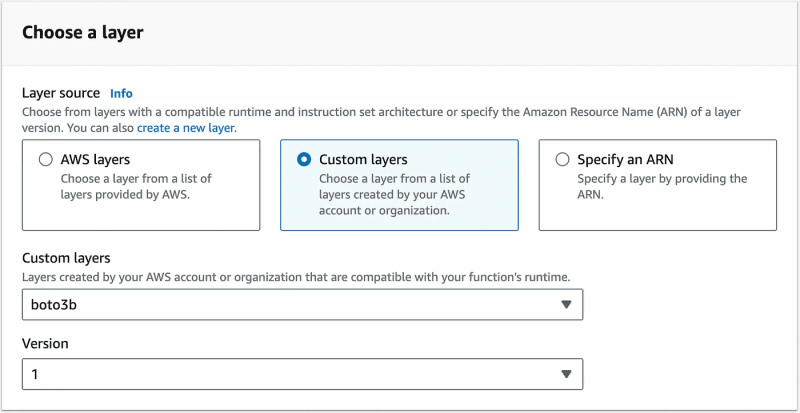 Choose a layer
Layer source Info
Choose from layers with a compatible runtime and instruction set architecture or specify the Amazon Resource Name (ARN) of a layer
version. You can also create a new layer.
AWS layers
Choose a layer from a list of
layers provided by AWS.
Custom layers
Choose a layer from a list of
layers created by your AWS
account or organization.
Specify an ARN
Specify a layer by providing the
ARN.
Custom layers
Layers created by your AWS account or organization that are compatible with your function's runtime.
boto3b
Version
1